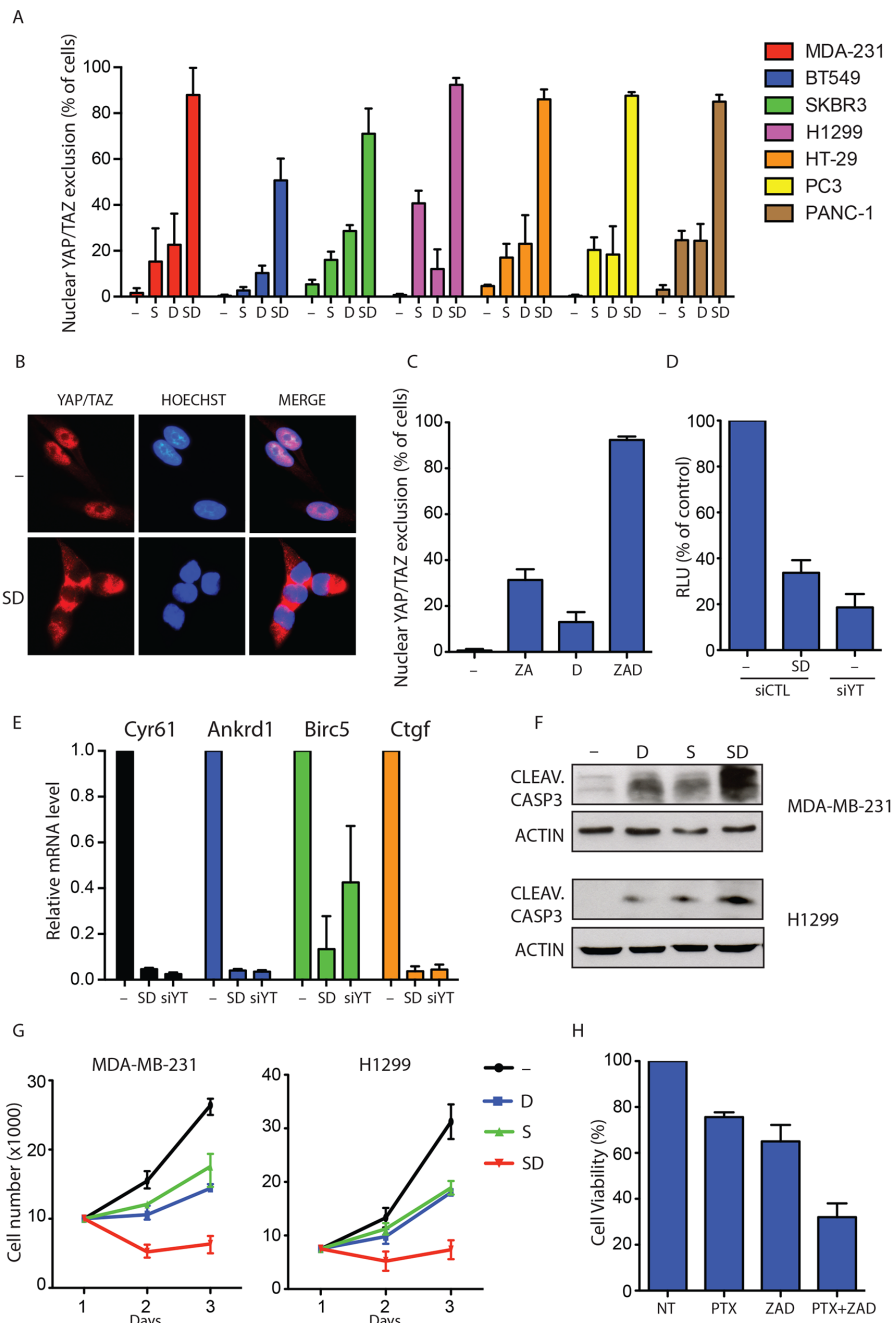 A
Nuclear YAP/TAZ exclusion (% of cells)
100
80
60
40
20
0
– S D SD – S D SD – S D SD – S D SD – S D SD – S D SD – S D SD
MDA-231
BT549
SKBR3
H1299
HT-29
PC3
PANC-1
B
YAP/TAZ HOECHST MERGE
–
SD
C
Nuclear YAP/TAZ exclusion (% of cells)
100
80
60
40
20
0
– ZA D ZAD
D
RLU (% of control)
100
80
60
40
20
0
– SD –
siCTL siYT
E
Cyr61 Ankrd1 Birc5 Ctgf
Relative mRNA level
1.0
0.8
0.6
0.4
0.2
0.0
– SD siYT – SD siYT – SD siYT – SD siYT
F
– D S SD
CLEAV.
CASP3
ACTIN
MDA-MB-231
CLEAV.
CASP3
ACTIN
H1299
G
MDA-MB-231
Cell number (x1000)
30
20
10
0
1 2 3
Days
H1299
40
30
20
10
0
1 2 3
Days
–
D
S
SD
H
Cell Viability (%)
100
80
60
40
20
0
NT PTX ZAD PTX+ZAD